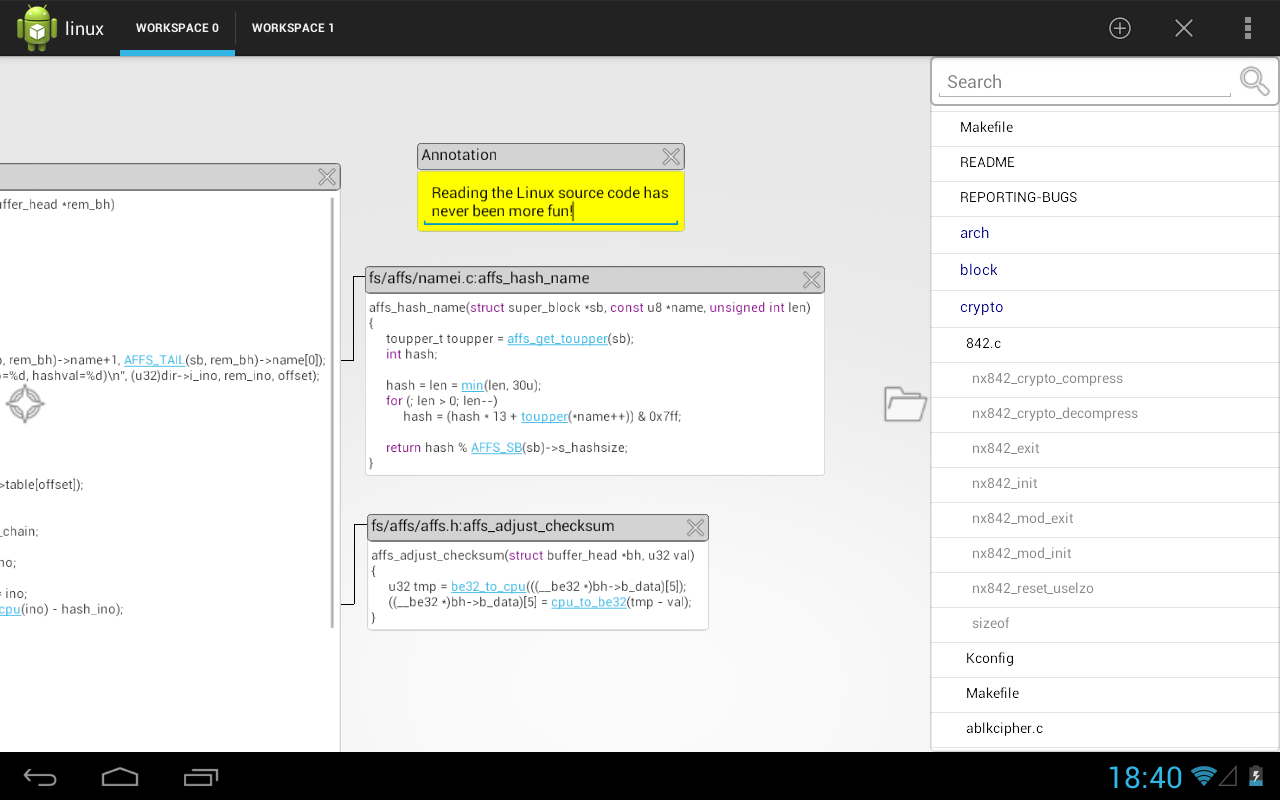 linux
WORKSPACE 0
WORKSPACE 1
Annotation
Reading the Linux source code has
never been more fun!
uffer_head *rem_bh)
, rem_bh)->name+1, AFFS_TAIL(sb, rem_bh)->name[0]);
=%d, hashval=%d)\n", (u32)dir->i_ino, rem_ino, offset);
>table[offset]);
_chain;
no;
= ino;
cpu(ino) - hash_ino);
fs/affs/namei.c:affs_hash_name
affs_hash_name(struct super_block *sb, const u8 *name, unsigned int len)
{
toupper_t toupper = affs_get_toupper(sb);
int hash;
hash = len = min(len, 30u);
for (; len > 0; len--)
hash = (hash * 13 + toupper(*name++)) & 0x7ff;
return hash % AFFS_SB(sb)->s_hashsize;
}
fs/affs/affs.h:affs_adjust_checksum
affs_adjust_checksum(struct buffer_head *bh, u32 val)
{
u32 tmp = be32_to_cpu(((__be32 *)bh->b_data)[5]);
((__be32 *)bh->b_data)[5] = cpu_to_be32(tmp - val);
}
Search
Makefile
README
REPORTING-BUGS
arch
block
crypto
842.c
nx842_crypto_compress
nx842_crypto_decompress
nx842_exit
nx842_init
nx842_mod_exit
nx842_mod_init
nx842_reset_uselzo
sizeof
Kconfig
Makefile
ablkcipher.c
18:40